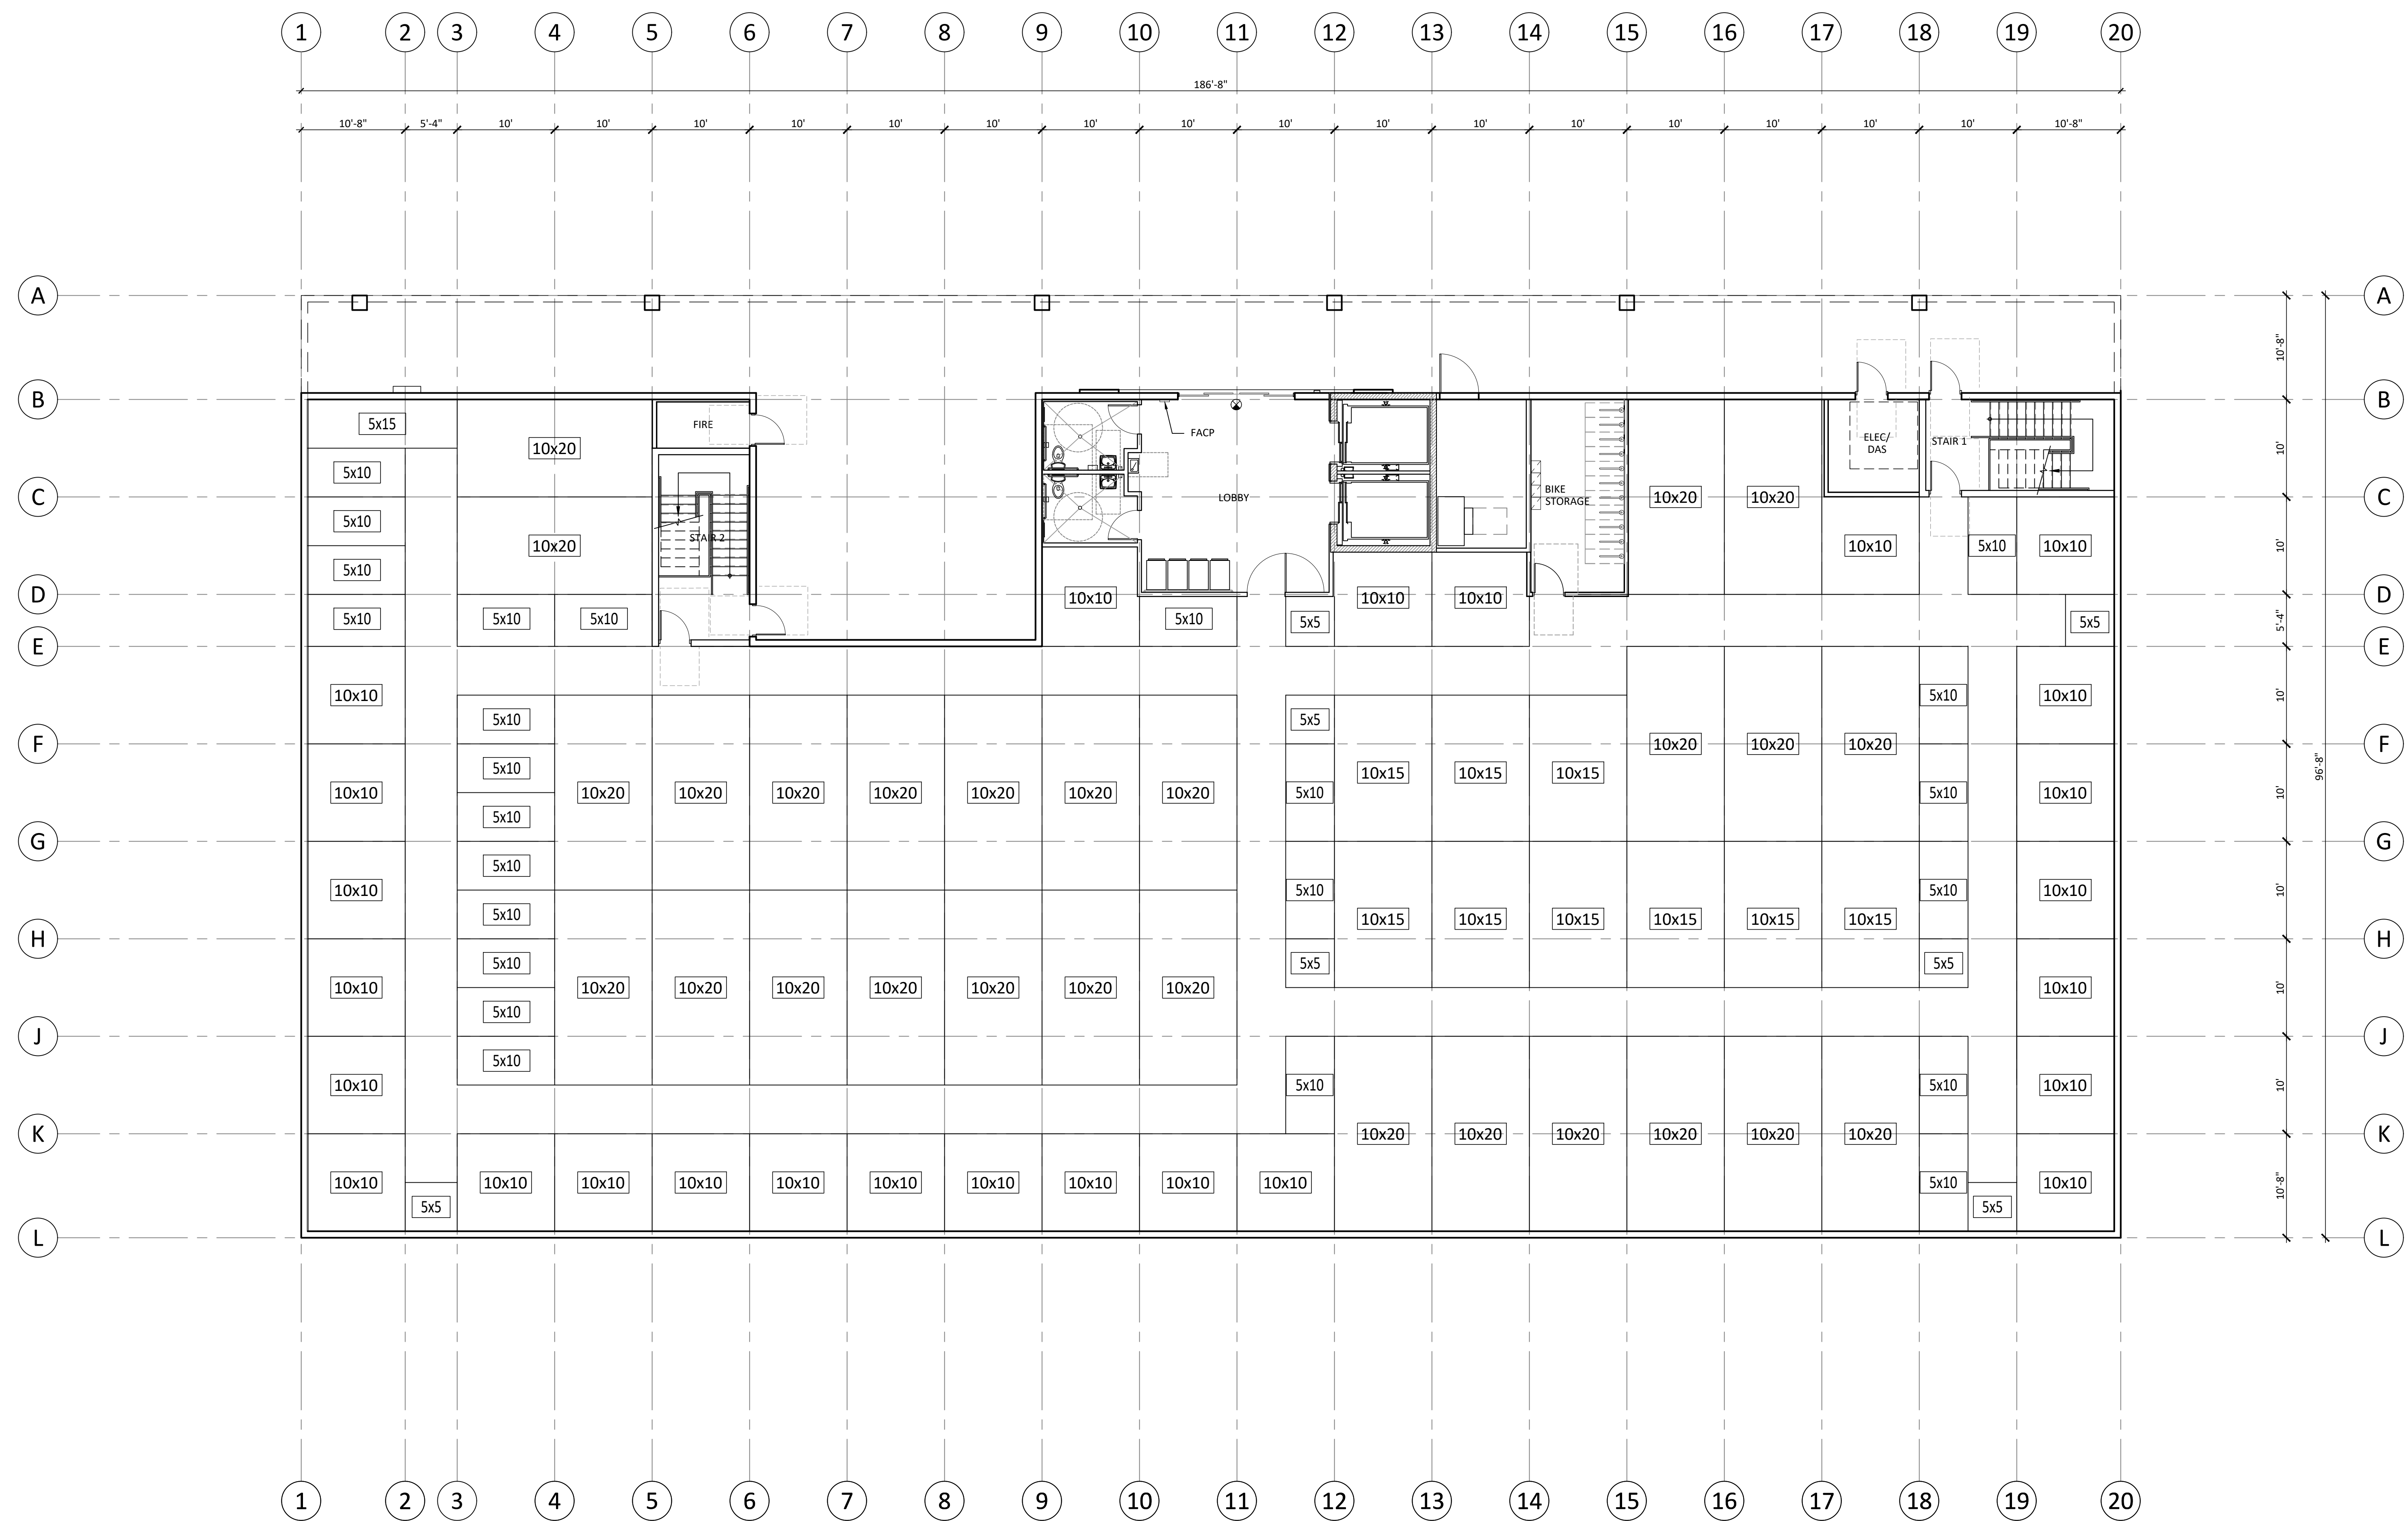 1 2 3 4 5 6 7 8 9 10 11 12 13 14 15 16 17 18 19 20
186'-8"
10'-8" 5'-4" 10' 10' 10' 10' 10' 10' 10' 10' 10' 10' 10' 10' 10' 10' 10' 10' 10'-8"
A A
10'-8"
B B
5x15 FIRE FACP
10x20 ELEC/
DAS STAIR 1 10'
5x10
C LOBBY BIKE
STORAGE 10x20 10x20 C
5x10
STAIR 2
10x20 10x10 5x10 10x10 10'
5x10
D 10x10 10x10 10x10 D
5x10 5x10 5x10 5x10 5x5 5x5 5'-4"
E E
10x10 5x10 10x10 10'
5x10 5x5
F 10x20 10x20 10x20 F
5x10 10x15 10x15 10x15 96'-8"
10x10 10x20 10x20 10x20 10x20 10x20 10x20 10x20 5x10 5x10 10x10 10'
5x10
G G
5x10
10x10 5x10 5x10 10x10 10'
5x10 10x15 10x15 10x15 10x15 10x15 10x15
H H
5x10 5x5 5x5
10x10 10x20 10x20 10x20 10x20 10x20 10x20 10x20 10x10 10'
5x10
J J
5x10
10x10 5x10 5x10 10x10 10'
K 10x20 10x20 10x20 10x20 10x20 10x20 K
10x10 10x10 10x10 10x10 10x10 10x10 10x10 10x10 10x10 10x10 5x10 10x10 10'-8"
5x5 5x5
L L
1 2 3 4 5 6 7 8 9 10 11 12 13 14 15 16 17 18 19 20